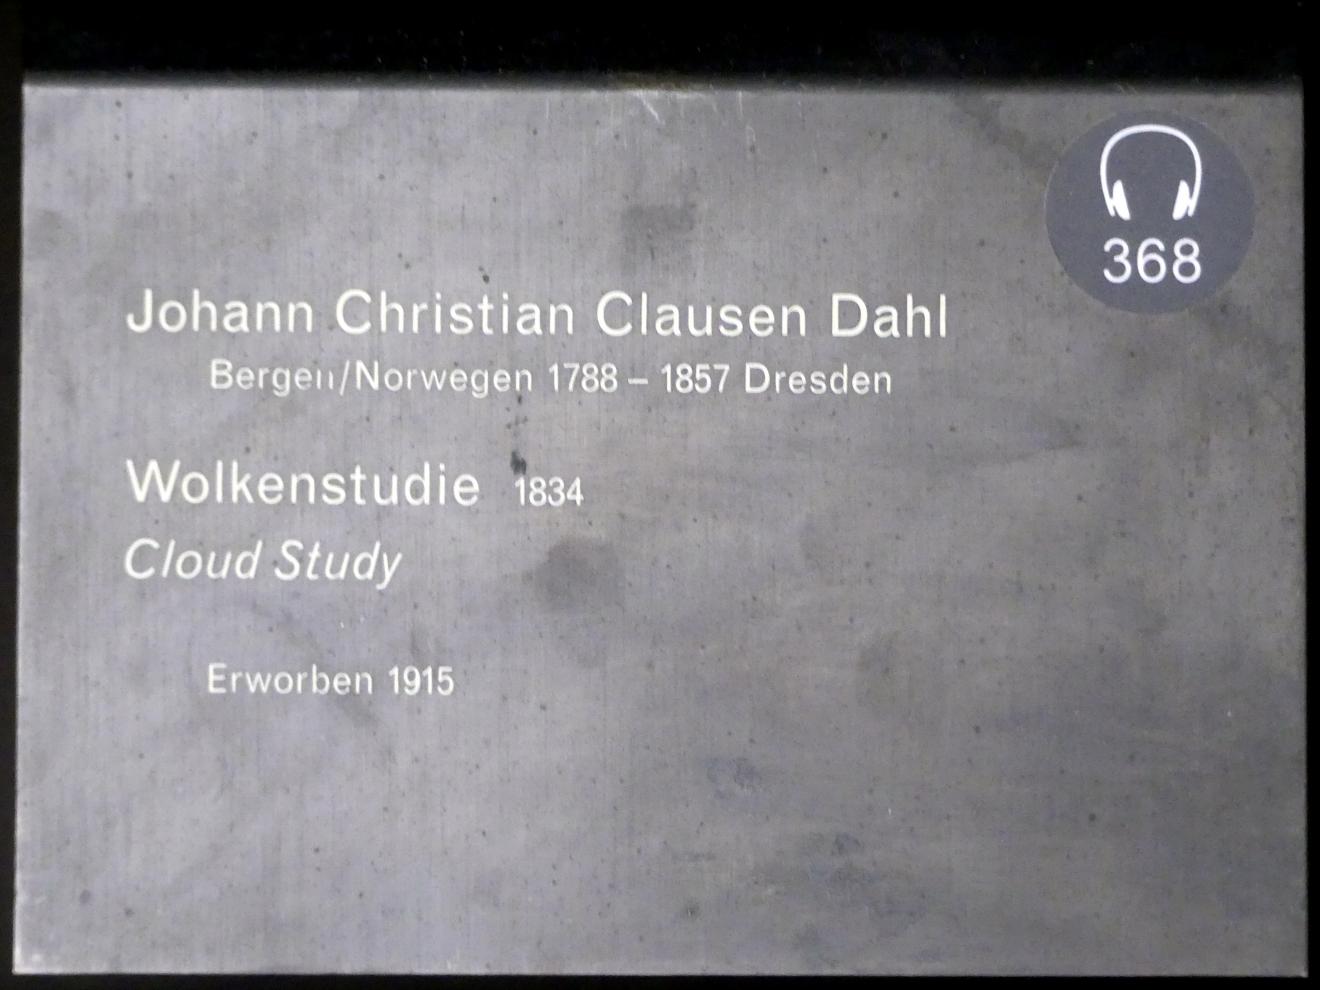 368
Johann Christian Clausen Dahl
Bergen/Norwegen 1788 – 1857 Dresden
Wolkenstudie 1834
Cloud Study
Erworben 1915